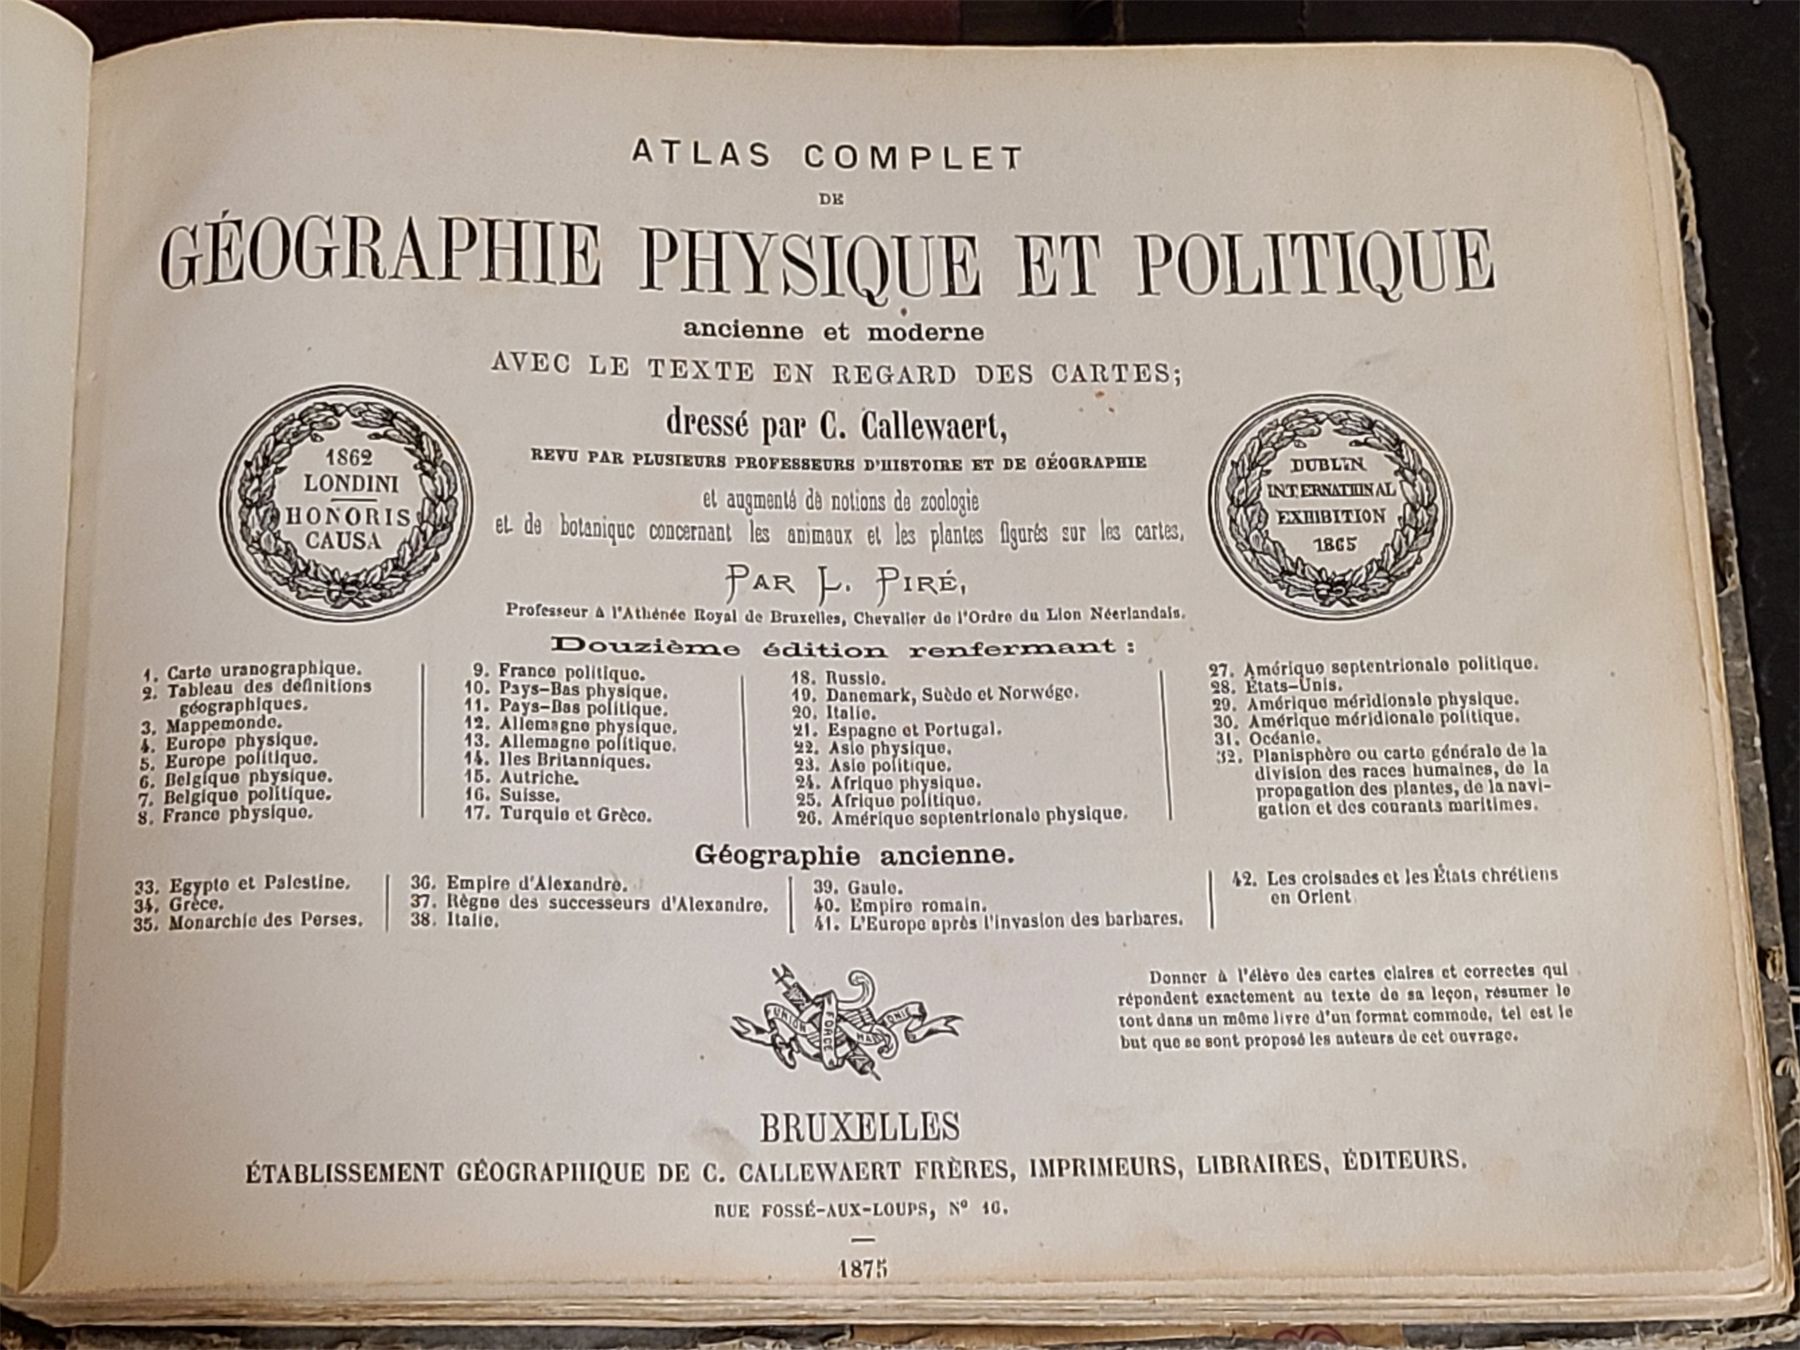 ATLAS COMPLET
DE
GÉOGRAPHIE PHYSIQUE ET POLITIQUE
ancienne et moderne
AVEC LE TEXTE EN REGARD DES CARTES;
dressé par C. Callewaert,
REVU PAR PLUSIEURS PROFESSEURS D'HISTOIRE ET DE GÉOGRAPHIE
et augmenté de notions de zoologie
et de botanique concernant les animaux et les plantes figurés sur les cartes,
PAR L. PIRÉ,
Professeur à l'Athénée Royal de Bruxelles, Chevalier de l'Ordre du Lion Néerlandais.
1862
LONDINI
HONORIS
CAUSA
DUBLIN
INTERNATIONAL
EXHIBITION
1865
Douzième édition renfermant :
1. Carte uranographique.
2. Tableau des définitions
géographiques.
3. Mappemonde.
4. Europe physique.
5. Europe politique.
6. Belgique physique.
7. Belgique politique.
8. France physique.
9. France politique.
10. Pays-Bas physique.
11. Pays-Bas politique.
12. Allemagne physique.
13. Allemagne politique.
14. Iles Britanniques.
15. Autriche.
16. Suisse.
17. Turquie et Grèce.
18. Russie.
19. Danemark, Suède et Norwége.
20. Italie.
21. Espagne et Portugal.
22. Asie physique.
23. Asie politique.
24. Afrique physique.
25. Afrique politique.
26. Amérique septentrionale physique.
27. Amérique septentrionale politique.
28. États-Unis.
29. Amérique méridionale physique.
30. Amérique méridionale politique.
31. Océanie.
32. Planisphère ou carte générale de la
division des races humaines, de la
propagation des plantes, de la navi-
gation et des courants maritimes.
Géographie ancienne.
33. Egypte et Palestine.
34. Grèce.
35. Monarchie des Perses.
36. Empire d'Alexandre.
37. Règne des successeurs d'Alexandre.
38. Italie.
39. Gaule.
40. Empire romain.
41. L'Europe après l'invasion des barbares.
42. Les croisades et les États chrétiens
en Orient
UNION FORCE HARMONIE
Donner à l'élève des cartes claires et correctes qui
répondent exactement au texte de sa leçon, résumer le
tont dans un même livre d'un format commode, tel est le
but que se sont proposé les auteurs de cet ouvrage.
BRUXELLES
ÉTABLISSEMENT GÉOGRAPHIQUE DE C. CALLEWAERT FRÈRES, IMPRIMEURS, LIBRAIRES, ÉDITEURS.
RUE FOSSÉ-AUX-LOUPS, Nº 16.
1875